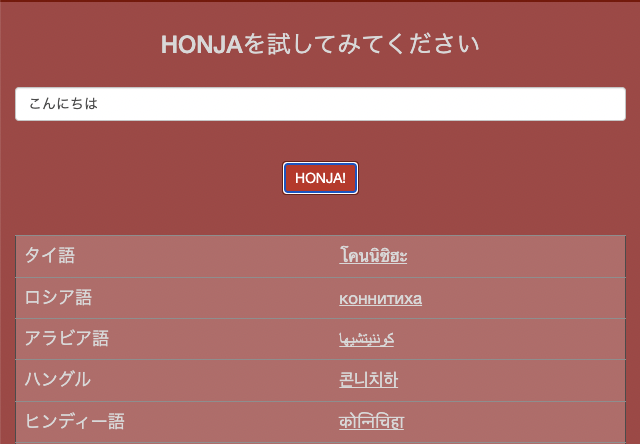 HONJAを試してみてください
こんにちは
HONJA!
タイ語 โคนนิชิฮะ
ロシア語 коннитиха
アラビア語 كوننيتشيها
ハングル 콘니치하
ヒンディー語 कोन्निचिहा